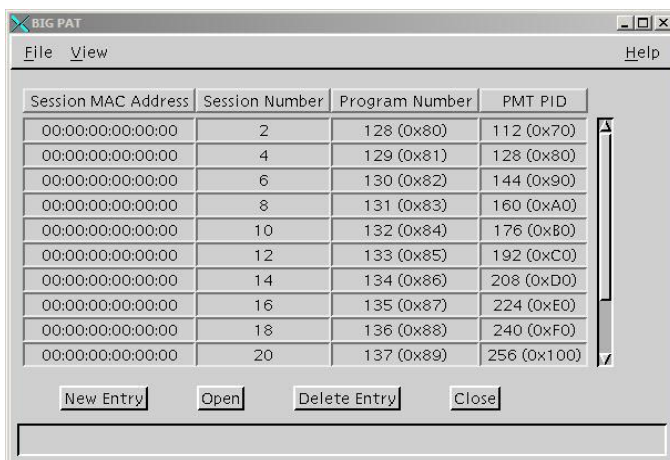 BIG PAT
File View Help
Session MAC Address Session Number Program Number PMT PID
00:00:00:00:00:00 2 128 (0x80) 112 (0x70)
00:00:00:00:00:00 4 129 (0x81) 128 (0x80)
00:00:00:00:00:00 6 130 (0x82) 144 (0x90)
00:00:00:00:00:00 8 131 (0x83) 160 (0xA0)
00:00:00:00:00:00 10 132 (0x84) 176 (0xB0)
00:00:00:00:00:00 12 133 (0x85) 192 (0xC0)
00:00:00:00:00:00 14 134 (0x86) 208 (0xD0)
00:00:00:00:00:00 16 135 (0x87) 224 (0xE0)
00:00:00:00:00:00 18 136 (0x88) 240 (0xF0)
00:00:00:00:00:00 20 137 (0x89) 256 (0x100)
New Entry Open Delete Entry Close